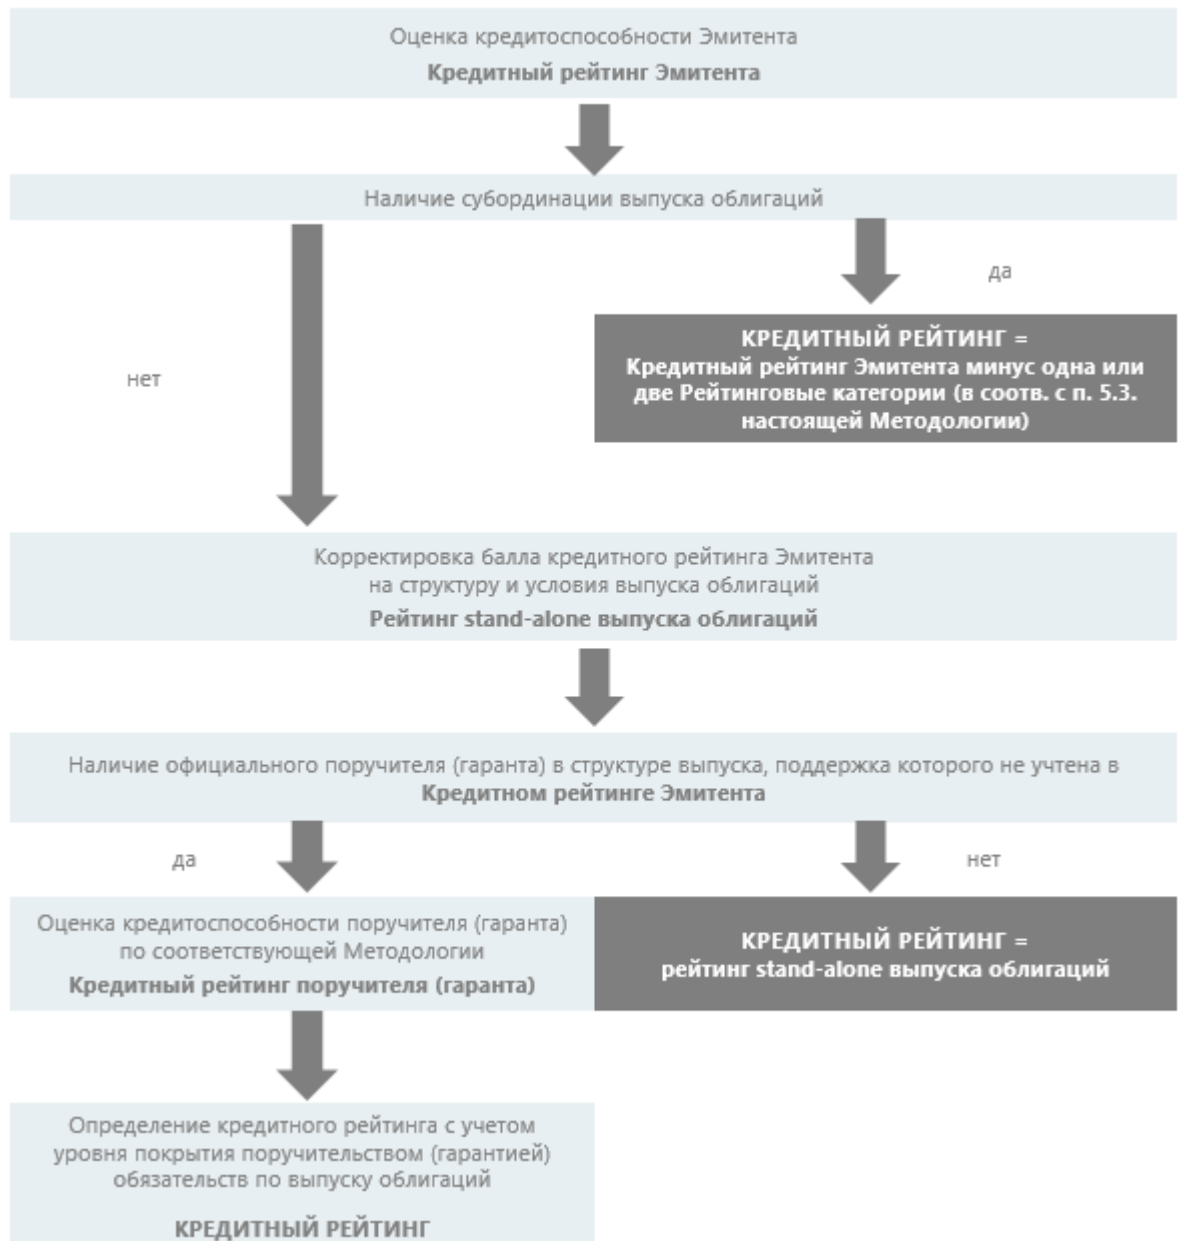 Оценка кредитоспособности Эмитента
Кредитный рейтинг Эмитента
Наличие субординации выпуска облигаций
да
КРЕДИТНЫЙ РЕЙТИНГ =
Кредитный рейтинг Эмитента минус одна или
две Рейтинговые категории (в соотв. с п. 5.3.
настоящей Методологии)
нет
Корректировка балла кредитного рейтинга Эмитента
на структуру и условия выпуска облигаций
Рейтинг stand-alone выпуска облигаций
Наличие официального поручителя (гаранта) в структуре выпуска, поддержка которого не учтена в
Кредитном рейтинге Эмитента
да
нет
Оценка кредитоспособности поручителя (гаранта)
по соответствующей Методологии
Кредитный рейтинг поручителя (гаранта)
КРЕДИТНЫЙ РЕЙТИНГ =
рейтинг stand-alone выпуска облигаций
Определение кредитного рейтинга с учетом
уровня покрытия поручительством (гарантией)
обязательств по выпуску облигаций
КРЕДИТНЫЙ РЕЙТИНГ